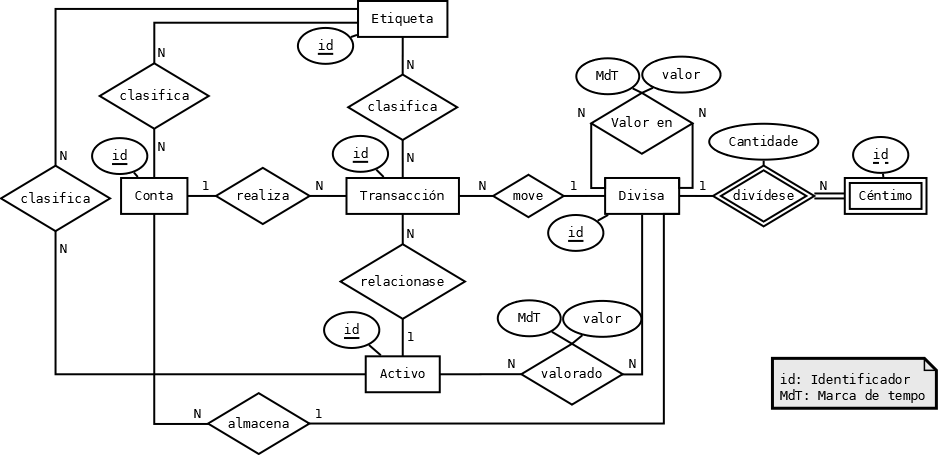 Etiqueta
id
MdT
valor
N
N
clasifica
clasifica
Valor en
N
N
Cantidade
N
N
N
id
id
id
clasifica
Conta
1
realiza
N
Transacción
N
move
1
Divisa
1
divídese
N
Céntimo
N
N
id
relacionase
id
MdT
valor
1
Activo
N
valorado
N
N
almacena
1
id: Identificador
MdT: Marca de tempo